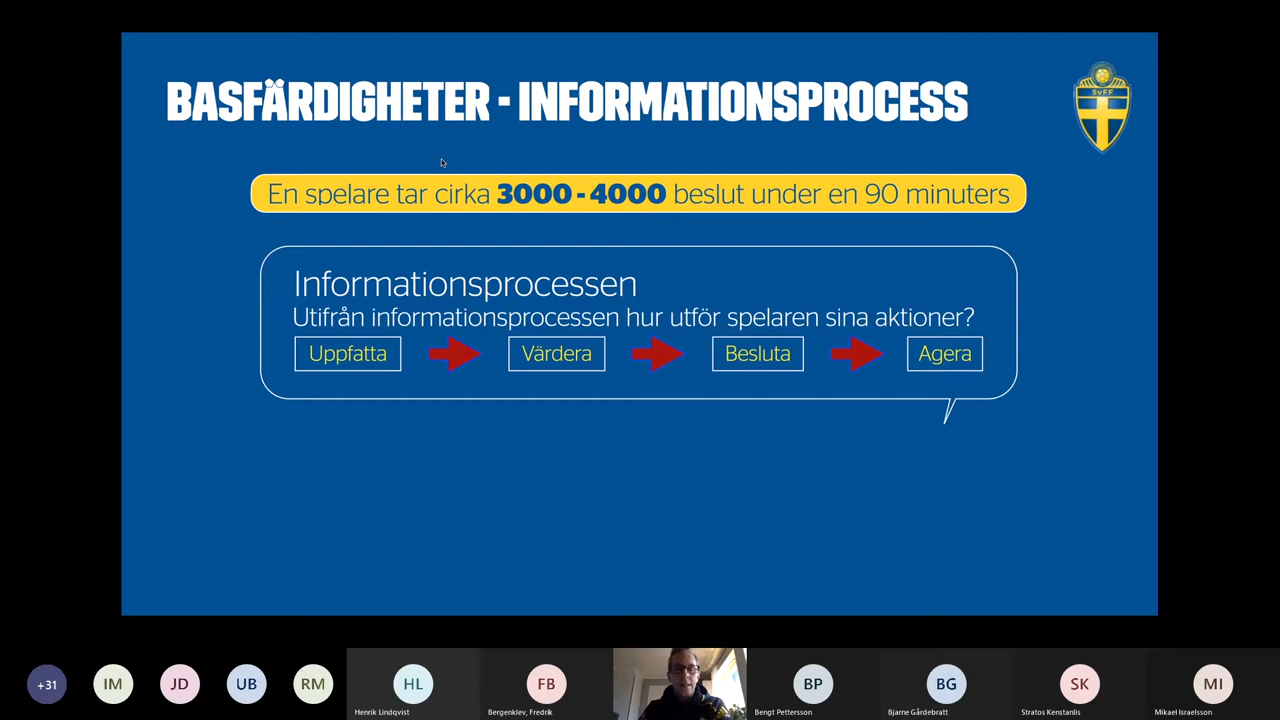 BASFÄRDIGHETER - INFORMATIONSPROCESS
SvFF
En spelare tar cirka 3000 - 4000 beslut under en 90 minuters
Informationsprocessen
Utifrån informationsprocessen hur utför spelaren sina aktioner?
Uppfatta Värdera Besluta Agera
+31 IM JD UB RM HL FB BP BG SK MI
Henrik Lindqvist Bergenklev, Fredrik Bengt Pettersson Bjarne Gårdebratt Stratos Kenstanlis Mikael Israelsson